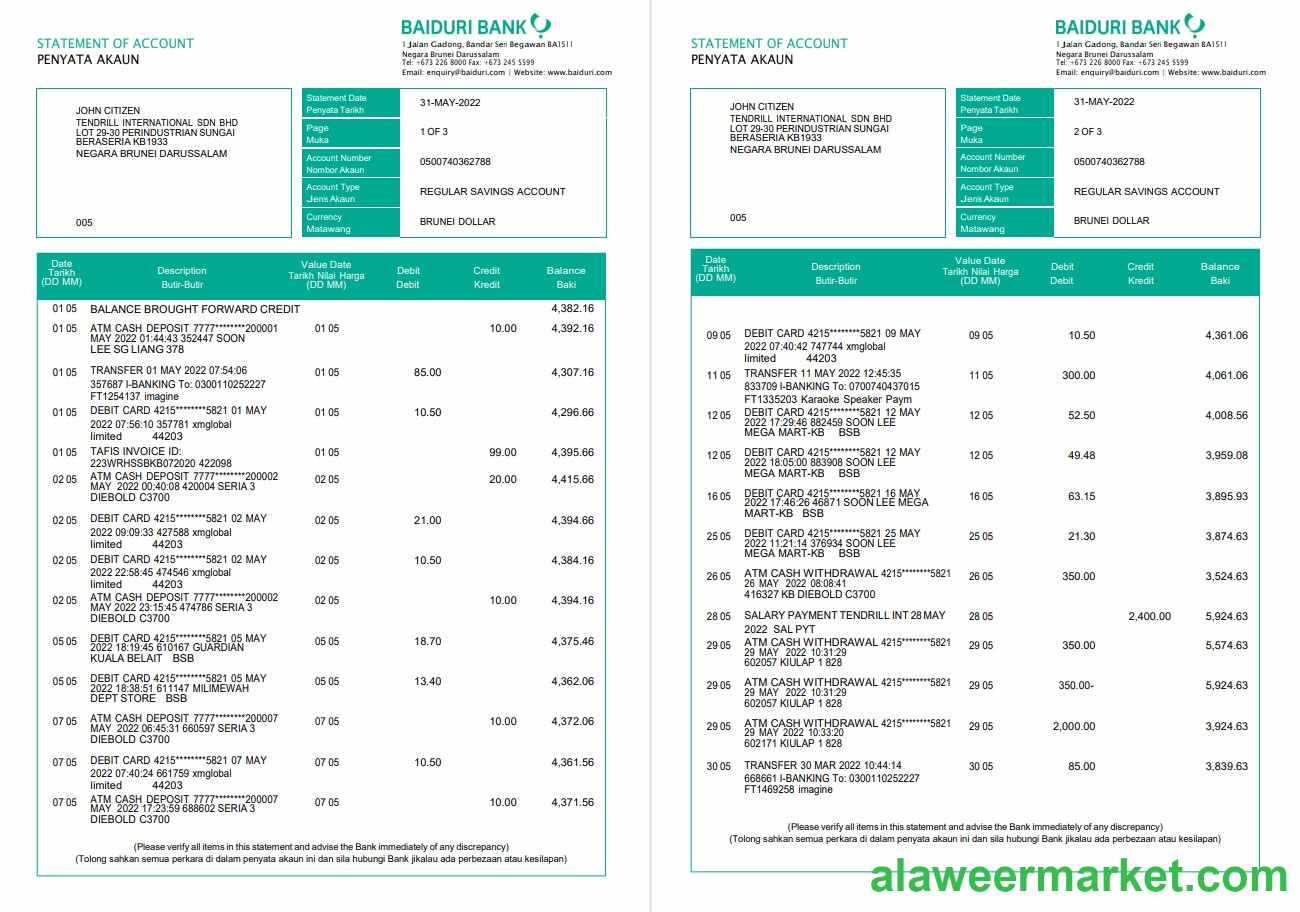 STATEMENT OF ACCOUNT
PENYATA AKAUN
BAIDURI BANK
1 Jalan Gadong, Bandar Seri Begawan BA1511
Negara Brunei Darussalam
Tel: +673 226 8000 Fax: +673 245 5599
Email: enquiry@baiduri.com | Website: www.baiduri.com
JOHN CITIZEN
TENDRILL INTERNATIONAL SDN BHD
LOT 29-30 PERINDUSTRIAN SUNGAI
BERASERIA KB1933
NEGARA BRUNEI DARUSSALAM
005
Statement Date
Penyata Tarikh
31-MAY-2022
Page
Muka
1 OF 3
Account Number
Nombor Akaun
0500740362788
Account Type
Jenis Akaun
REGULAR SAVINGS ACCOUNT
Currency
Matawang
BRUNEI DOLLAR
Date Description Value Date Debit Credit Balance
Tarikh Butir-Butir Tarikh Nilai Harga Debit Kredit Baki
(DD MM) (DD MM)
01 05 BALANCE BROUGHT FORWARD CREDIT 4,382.16
01 05 ATM CASH DEPOSIT 7777********200001 01 05 10.00 4,392.16
MAY 2022 01:44:43 352447 SOON
LEE SG LIANG 378
01 05 TRANSFER 01 MAY 2022 07:54:06 01 05 85.00 4,307.16
357687 I-BANKING To: 0300110252227
FT1254137 imagine
01 05 DEBIT CARD 4215********5821 01 MAY 01 05 10.50 4,296.66
2022 07:56:10 357781 xmglobal
limited 44203
01 05 TAFIS INVOICE ID: 01 05 99.00 4,395.66
223WRHSSBKB072020 422098
02 05 ATM CASH DEPOSIT 7777********200002 02 05 20.00 4,415.66
MAY 2022 00:40:08 420004 SERIA 3
DIEBOLD C3700
02 05 DEBIT CARD 4215********5821 02 MAY 02 05 21.00 4,394.66
2022 09:09:33 427588 xmglobal
limited 44203
02 05 DEBIT CARD 4215********5821 02 MAY 02 05 10.50 4,384.16
2022 22:58:45 474546 xmglobal
limited 44203
02 05 ATM CASH DEPOSIT 7777********200002 02 05 10.00 4,394.16
MAY 2022 23:15:45 474786 SERIA 3
DIEBOLD C3700
05 05 DEBIT CARD 4215********5821 05 MAY 05 05 18.70 4,375.46
2022 18:19:45 610167 GUARDIAN
KUALA BELAIT BSB
05 05 DEBIT CARD 4215********5821 05 MAY 05 05 13.40 4,362.06
2022 18:38:51 611147 MILIMEWAH
DEPT STORE BSB
07 05 ATM CASH DEPOSIT 7777********200007 07 05 10.00 4,372.06
MAY 2022 06:45:31 660597 SERIA 3
DIEBOLD C3700
07 05 DEBIT CARD 4215********5821 07 MAY 07 05 10.50 4,361.56
2022 07:40:24 661759 xmglobal
limited 44203
07 05 ATM CASH DEPOSIT 7777********200007 07 05 10.00 4,371.56
MAY 2022 17:23:59 688602 SERIA 3
DIEBOLD C3700
(Please verify all items in this statement and advise the Bank immediately of any discrepancy)
(Tolong sahkan semua perkara di dalam penyata akaun ini dan sila hubungi Bank jikalau ada perbezaan atau kesilapan)
STATEMENT OF ACCOUNT
PENYATA AKAUN
BAIDURI BANK
1 Jalan Gadong, Bandar Seri Begawan BA1511
Negara Brunei Darussalam
Tel: +673 226 8000 Fax: +673 245 5599
Email: enquiry@baiduri.com | Website: www.baiduri.com
JOHN CITIZEN
TENDRILL INTERNATIONAL SDN BHD
LOT 29-30 PERINDUSTRIAN SUNGAI
BERASERIA KB1933
NEGARA BRUNEI DARUSSALAM
005
Statement Date
Penyata Tarikh
31-MAY-2022
Page
Muka
2 OF 3
Account Number
Nombor Akaun
0500740362788
Account Type
Jenis Akaun
REGULAR SAVINGS ACCOUNT
Currency
Matawang
BRUNEI DOLLAR
Date Description Value Date Debit Credit Balance
Tarikh Butir-Butir Tarikh Nilai Harga Debit Kredit Baki
(DD MM) (DD MM)
09 05 DEBIT CARD 4215********5821 09 MAY 09 05 10.50 4,361.06
2022 07:40:42 747744 xmglobal
limited 44203
11 05 TRANSFER 11 MAY 2022 12:45:35 11 05 300.00 4,061.06
833709 I-BANKING To: 0700740437015
FT1335203 Karaoke Speaker Paym
12 05 DEBIT CARD 4215********5821 12 MAY 12 05 52.50 4,008.56
2022 17:29:46 882459 SOON LEE
MEGA MART-KB BSB
12 05 DEBIT CARD 4215********5821 12 MAY 12 05 49.48 3,959.08
2022 18:05:00 883908 SOON LEE
MEGA MART-KB BSB
16 05 DEBIT CARD 4215********5821 16 MAY 16 05 63.15 3,895.93
2022 17:46:26 46871 SOON LEE MEGA
MART-KB BSB
25 05 DEBIT CARD 4215********5821 25 MAY 25 05 21.30 3,874.63
2022 11:21:14 376934 SOON LEE
MEGA MART-KB BSB
26 05 ATM CASH WITHDRAWAL 4215********5821 26 05 350.00 3,524.63
26 MAY 2022 08:08:41
416327 KB DIEBOLD C3700
28 05 SALARY PAYMENT TENDRILL INT 28 MAY 28 05 2,400.00 5,924.63
2022 SAL PYT
29 05 ATM CASH WITHDRAWAL 4215********5821 29 05 350.00 5,574.63
29 MAY 2022 10:31:29
602057 KIULAP 1 828
29 05 ATM CASH WITHDRAWAL 4215********5821 29 05 350.00- 5,924.63
29 MAY 2022 10:31:29
602057 KIULAP 1 828
29 05 ATM CASH WITHDRAWAL 4215********5821 29 05 2,000.00 3,924.63
29 MAY 2022 10:33:20
602171 KIULAP 1 828
30 05 TRANSFER 30 MAR 2022 10:44:14 30 05 85.00 3,839.63
668661 I-BANKING To: 0300110252227
FT1469258 imagine
(Please verify all items in this statement and advise the Bank immediately of any discrepancy)
(Tolong sahkan semua perkara di dalam penyata akaun ini dan sila hubungi Bank jikalau ada perbezaan atau kesilapan)
alaweermarket.com